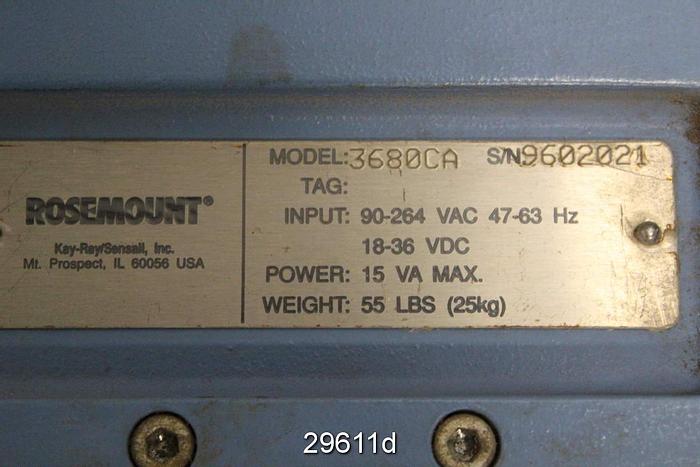 ROSEMOUNT®
Kay-Ray/Sensall, Inc.
Mt. Prospect, IL 60056 USA
MODEL: 3680CA S/N 9602021
TAG:
INPUT: 90-264 VAC 47-63 Hz
18-36 VDC
POWER: 15 VA MAX.
WEIGHT: 55 LBS (25kg)
29611d